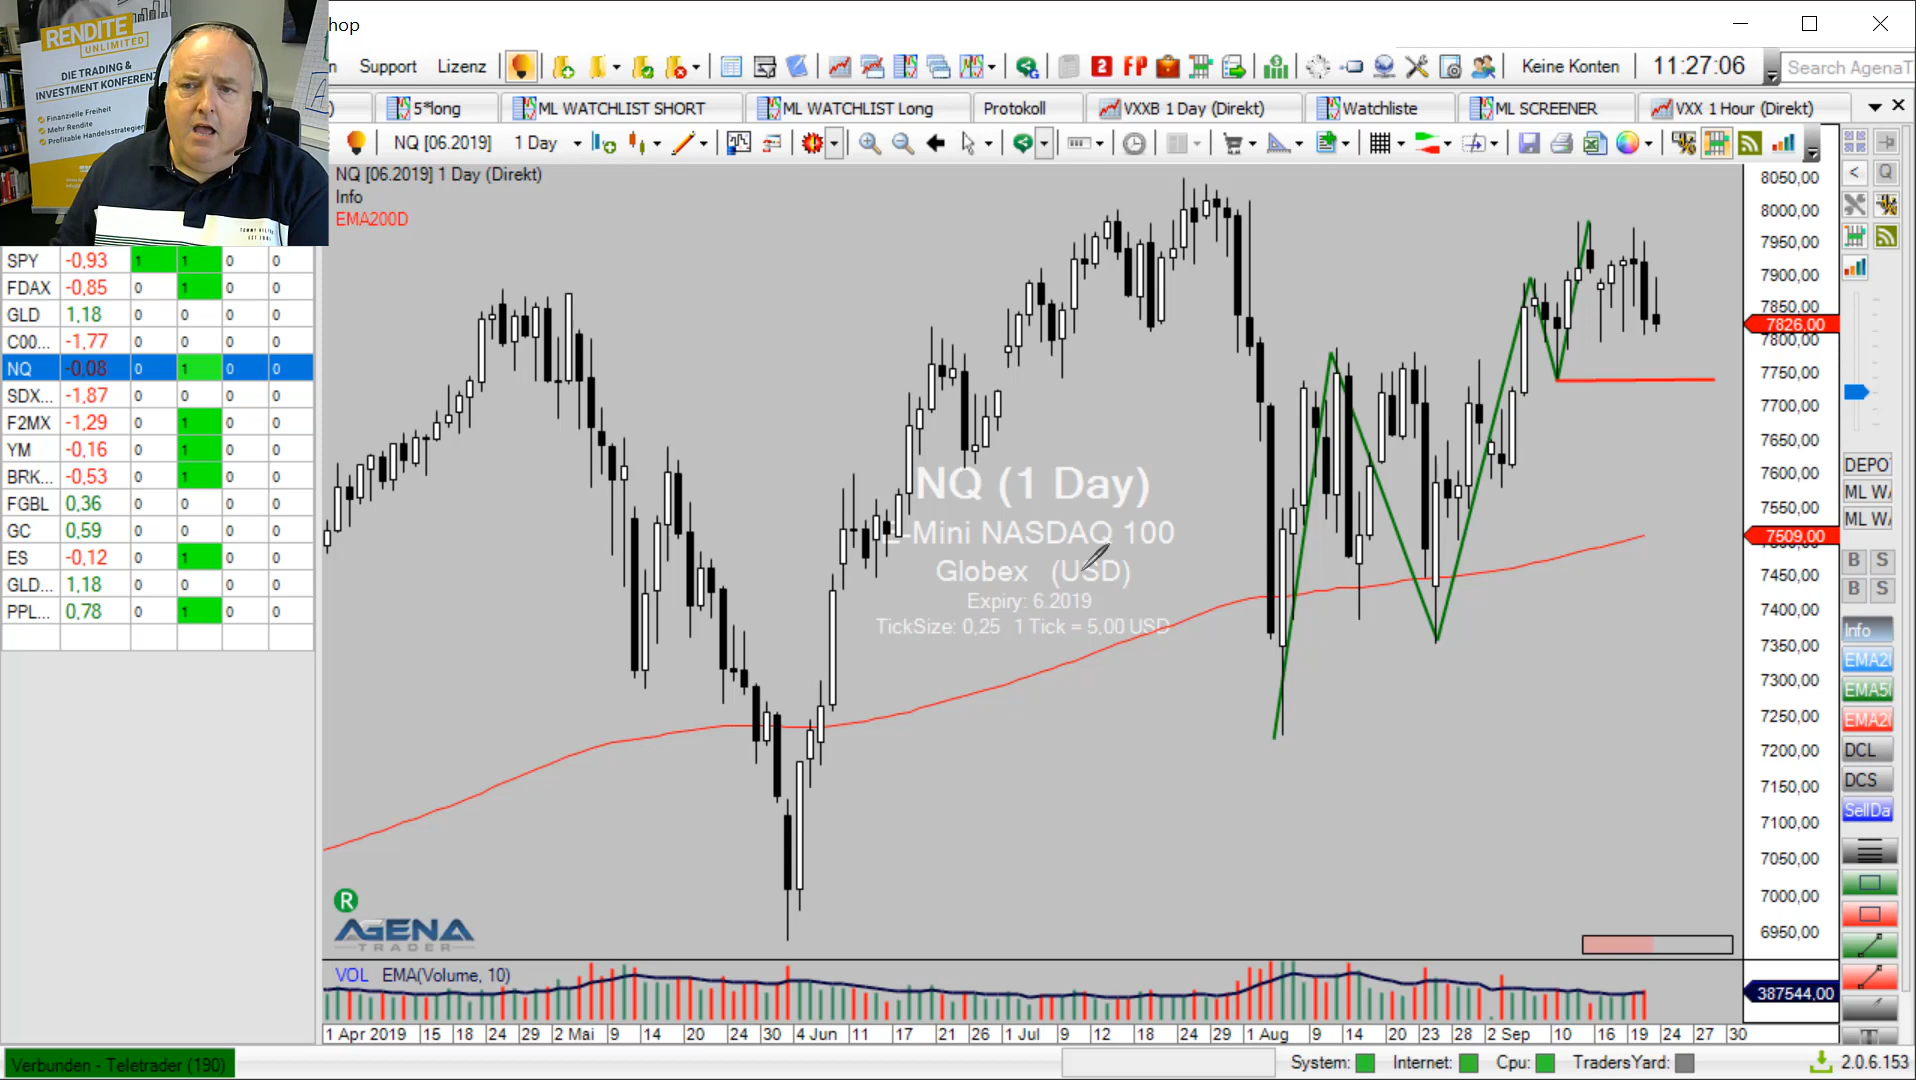 RENDITE
UNLIMITED
DIE TRADING &
INVESTMENT KONFERENZ
Finanzielle Freiheit
Mehr Rendite
Profitable Handelsstrategien
hop
Support Lizenz
2 FP
Keine Konten 11:27:06 Search AgenaT
5*long ML WATCHLIST SHORT ML WATCHLIST Long Protokoll VXXB 1 Day (Direkt) Watchliste ML SCREENER VXX 1 Hour (Direkt)
NQ [06.2019] 1 Day
NQ [06.2019] 1 Day (Direkt)
Info
EMA200D
SPY -0,93 1 1 0 0
FDAX -0,85 0 1 0 0
GLD 1,18 0 0 0 0
C00... -1,77 0 0 0 0
NQ -0,08 0 1 0 0
SDX... -1,87 0 0 0 0
F2MX -1,29 0 1 0 0
YM -0,16 0 1 0 0
BRK... -0,53 0 1 0 0
FGBL 0,36 0 0 0 0
GC 0,59 0 0 0 0
ES -0,12 0 1 0 0
GLD... 1,18 0 0 0 0
PPL... 0,78 0 1 0 0
NQ (1 Day)
E-Mini NASDAQ 100
Globex (USD)
Expiry: 6.2019
TickSize: 0,25 1 Tick = 5,00 USD
8050,00
8000,00
7950,00
7900,00
7850,00
7826,00
7800,00
7750,00
7700,00
7650,00
7600,00
7550,00
7509,00
7450,00
7400,00
7350,00
7300,00
7250,00
7200,00
7150,00
7100,00
7050,00
7000,00
6950,00
387544,00
< Q
DEPO
ML WA
ML WA
B S
B S
Info
EMA2
EMA5
EMA2
DCL
DCS
SellDa
T
R
AGENA
TRADER
VOL EMA(Volume, 10)
1 Apr 2019 15 18 24 29 2 Mai 9 14 20 24 30 4 Jun 11 17 21 26 1 Jul 9 12 18 24 29 1 Aug 9 14 20 23 28 2 Sep 10 16 19 24 27 30
Verbunden - Teletrader (190) System: Internet: Cpu: TradersYard: 2.0.6.153